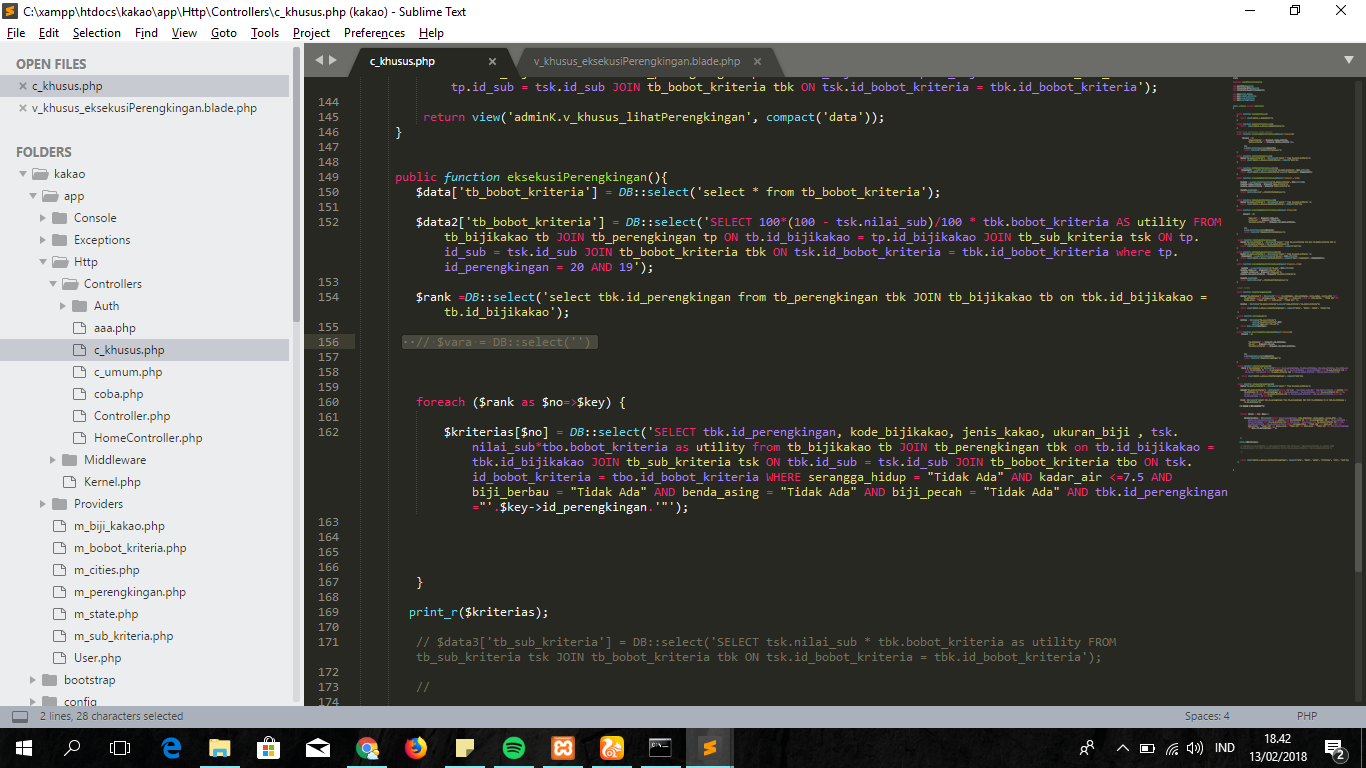 C:\xampp\htdocs\kakao\app\Http\Controllers\c_khusus.php (kakao) - Sublime Text
File Edit Selection Find View Goto Tools Project Preferences Help
OPEN FILES
c_khusus.php
v_khusus_eksekusiPerengkingan.blade.php
FOLDERS
kakao
app
Console
Exceptions
Http
Controllers
Auth
aaa.php
c_khusus.php
c_umum.php
coba.php
Controller.php
HomeController.php
Middleware
Kernel.php
Providers
m_biji_kakao.php
m_bobot_kriteria.php
m_cities.php
m_perengkingan.php
m_state.php
m_sub_kriteria.php
User.php
bootstrap
config
c_khusus.php
v_khusus_eksekusiPerengkingan.blade.php
tp.id_sub = tsk.id_sub JOIN tb_bobot_kriteria tbk ON tsk.id_bobot_kriteria = tbk.id_bobot_kriteria');
144
145 return view('adminK.v_khusus_lihatPerengkingan', compact('data'));
146 }
147
148
149 public function eksekusiPerengkingan(){
150 $data['tb_bobot_kriteria'] = DB::select('select * from tb_bobot_kriteria');
151
152 $data2['tb_bobot_kriteria'] = DB::select('SELECT 100*(100 - tsk.nilai_sub)/100 * tbk.bobot_kriteria AS utility FROM
tb_bijikakao tb JOIN tb_perengkingan tp ON tb.id_bijikakao = tp.id_bijikakao JOIN tb_sub_kriteria tsk ON tp.
id_sub = tsk.id_sub JOIN tb_bobot_kriteria tbk ON tsk.id_bobot_kriteria = tbk.id_bobot_kriteria where tp.
id_perengkingan = 20 AND 19');
153
154 $rank =DB::select('select tbk.id_perengkingan from tb_perengkingan tbk JOIN tb_bijikakao tb on tbk.id_bijikakao =
tb.id_bijikakao');
155
156 // $vara = DB::select('')
157
158
159
160 foreach ($rank as $no=>$key) {
161
162 $kriterias[$no] = DB::select('SELECT tbk.id_perengkingan, kode_bijikakao, jenis_kakao, ukuran_biji , tsk.
nilai_sub*tbo.bobot_kriteria as utility from tb_bijikakao tb JOIN tb_perengkingan tbk on tb.id_bijikakao =
tbk.id_bijikakao JOIN tb_sub_kriteria tsk ON tbk.id_sub = tsk.id_sub JOIN tb_bobot_kriteria tbo ON tsk.
id_bobot_kriteria = tbo.id_bobot_kriteria WHERE serangga_hidup = "Tidak Ada" AND kadar_air <=7.5 AND
biji_berbau = "Tidak Ada" AND benda_asing = "Tidak Ada" AND biji_pecah = "Tidak Ada" AND tbk.id_perengkingan
="'.$key->id_perengkingan.'"');
163
164
165
166
167 }
168
169 print_r($kriterias);
170
171 // $data3['tb_sub_kriteria'] = DB::select('SELECT tsk.nilai_sub * tbk.bobot_kriteria as utility FROM
tb_sub_kriteria tsk JOIN tb_bobot_kriteria tbk ON tsk.id_bobot_kriteria = tbk.id_bobot_kriteria');
172
173 //
174
2 lines, 28 characters selected
Spaces: 4
PHP
IND
18.42
13/02/2018
2